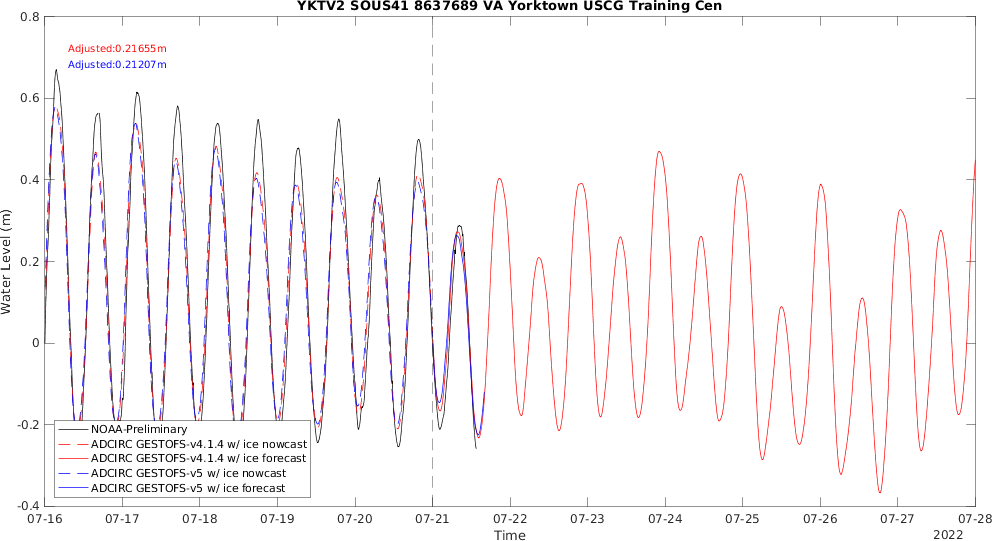 YKTV2 SOUS41 8637689 VA Yorktown USCG Training Cen
Adjusted:0.21655m
Adjusted:0.21207m
0.8
0.6
0.4
0.2
0
-0.2
-0.4
Water Level (m)
NOAA-Preliminary
ADCIRC GESTOFS-v4.1.4 w/ ice nowcast
ADCIRC GESTOFS-v4.1.4 w/ ice forecast
ADCIRC GESTOFS-v5 w/ ice nowcast
ADCIRC GESTOFS-v5 w/ ice forecast
07-16 07-17 07-18 07-19 07-20 07-21 07-22 07-23 07-24 07-25 07-26 07-27 07-28
Time
2022